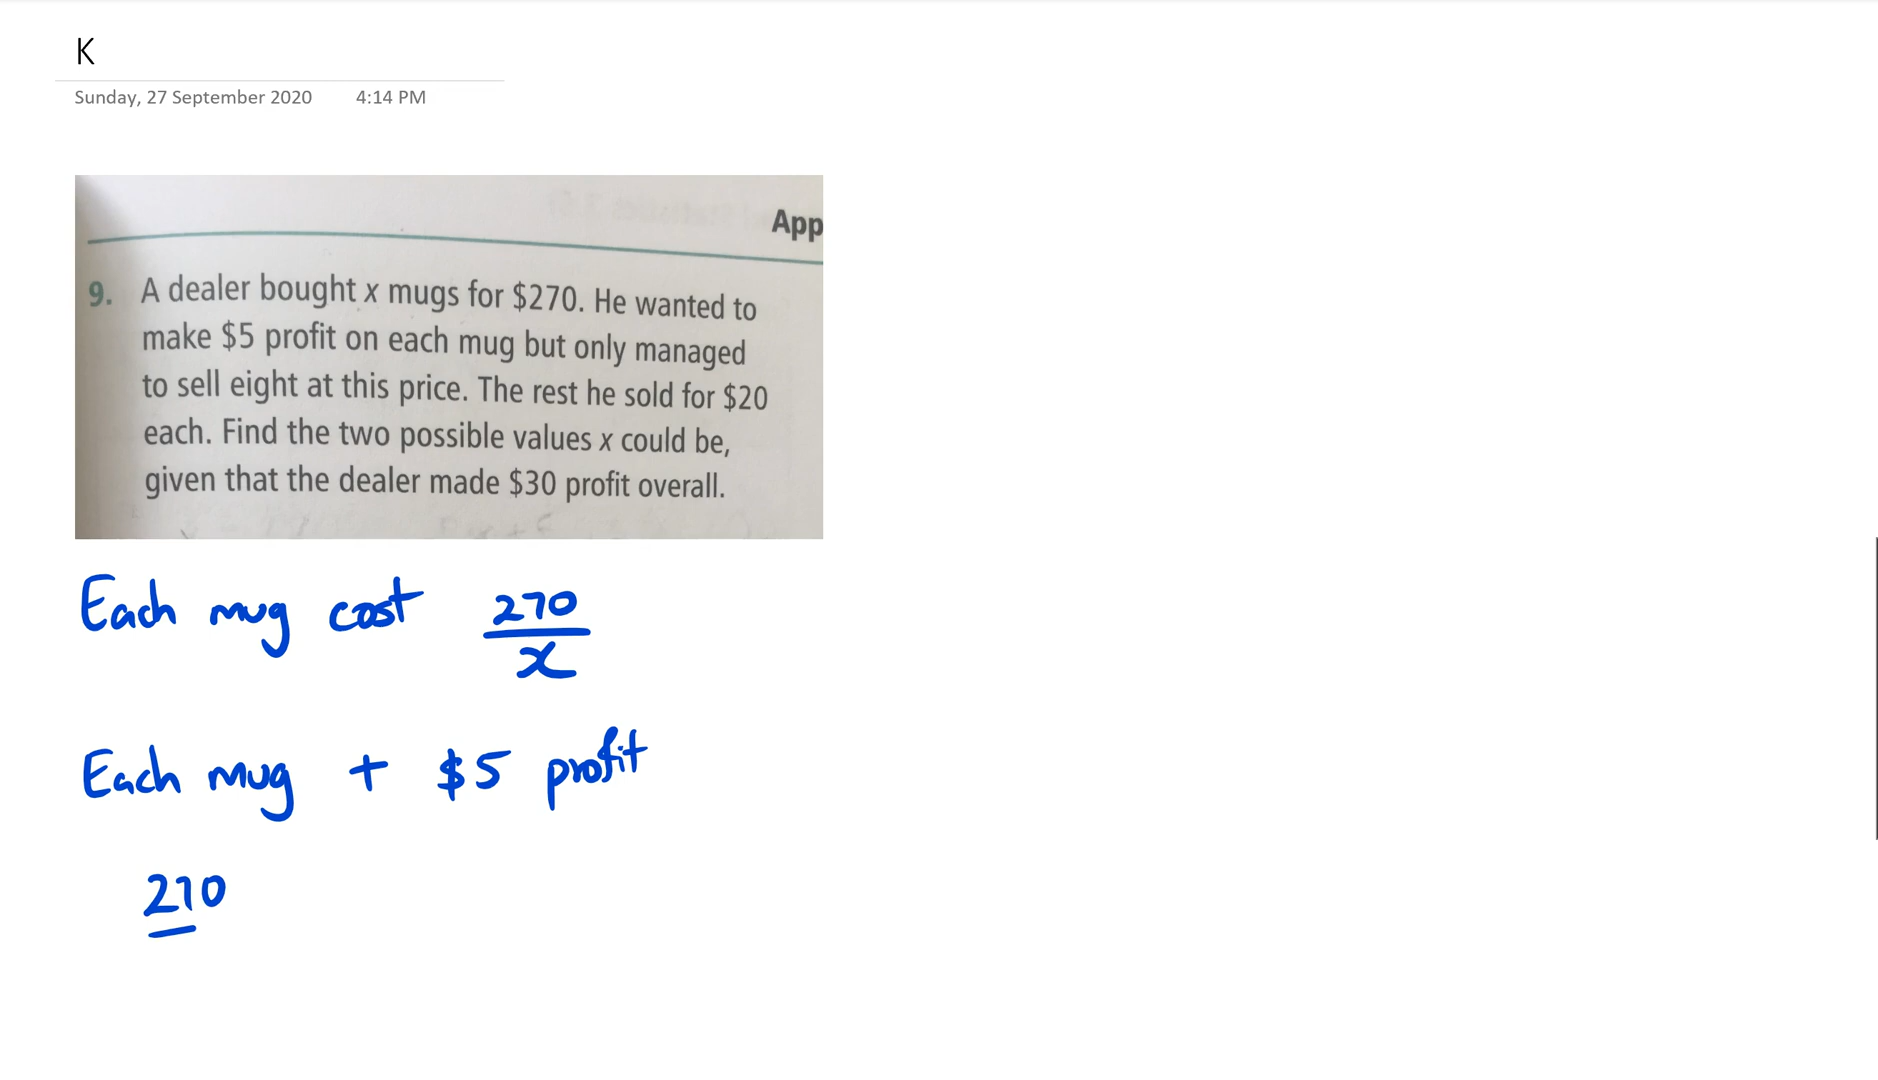 K
Sunday, 27 September 2020 4:14 PM
App
9. A dealer bought x mugs for $270. He wanted to
make $5 profit on each mug but only managed
to sell eight at this price. The rest he sold for $20
each. Find the two possible values x could be,
given that the dealer made $30 profit overall.
Each mug cost 270
x
Each mug + $5 profit
270